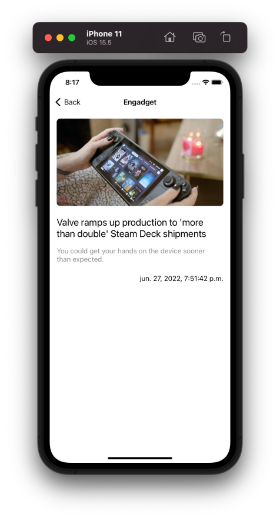 iPhone 11
iOS 15.5
8:17
Back
Engadget
Valve ramps up production to 'more
than double' Steam Deck shipments
You could get your hands on the device sooner
than expected.
jun. 27, 2022, 7:51:42 p.m.